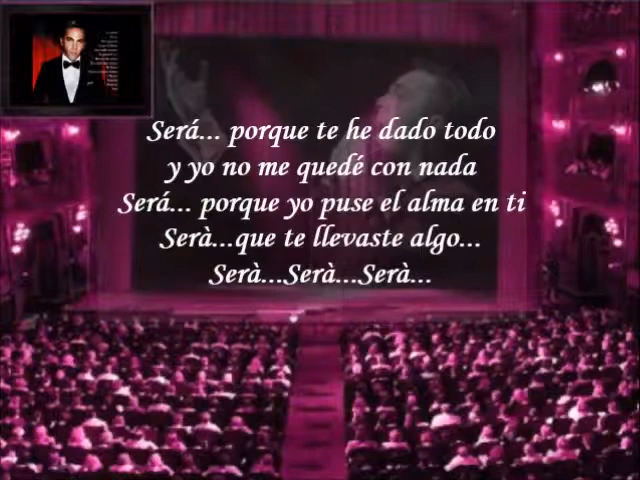 Será... porque te he dado todo
y yo no me quedé con nada
Será... porque yo puse el alma en ti
Serà...que te llevaste algo...
Serà...Serà...Serà...